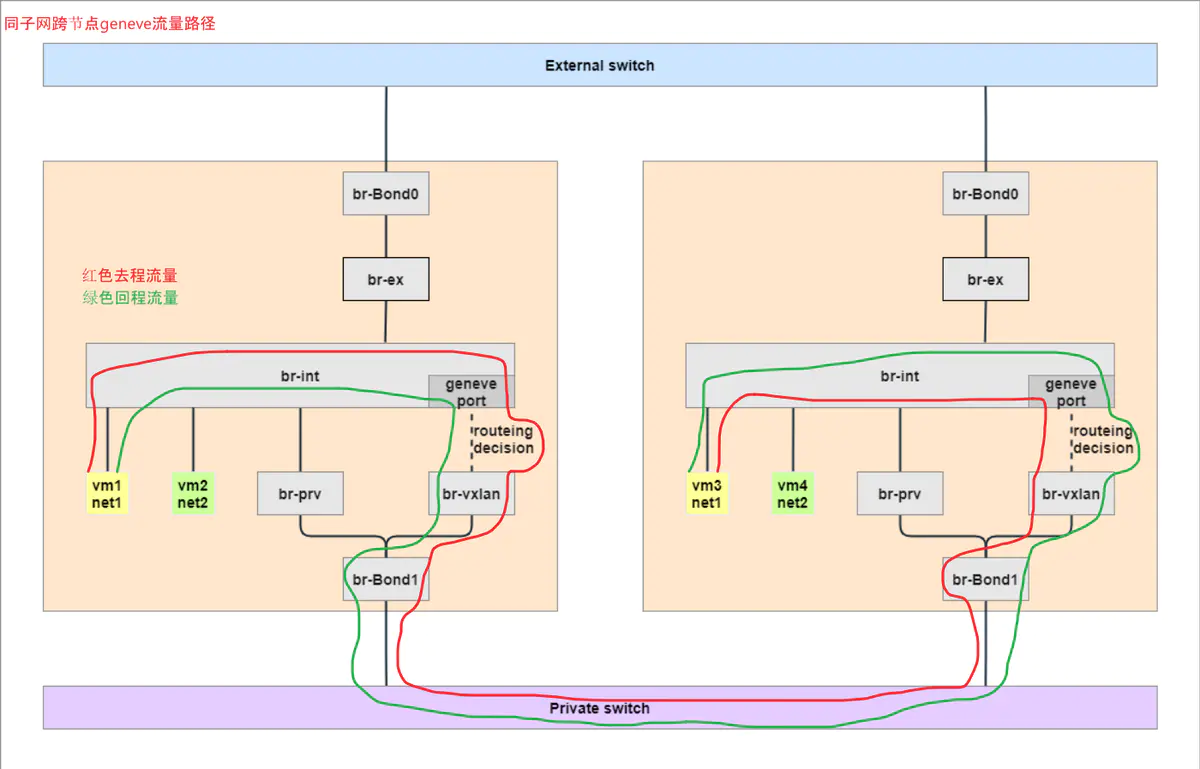 同子网跨节点geneve流量路径
External switch
br-Bond0
br-Bond0
br-ex
br-ex
红色去程流量
绿色回程流量
br-int
geneve
port
br-int
geneve
port
routeing
decision
routeing
decision
vm1
net1
vm2
net2
br-prv
br-vxlan
vm3
net1
vm4
net2
br-prv
br-vxlan
br-Bond1
br-Bond1
Private switch